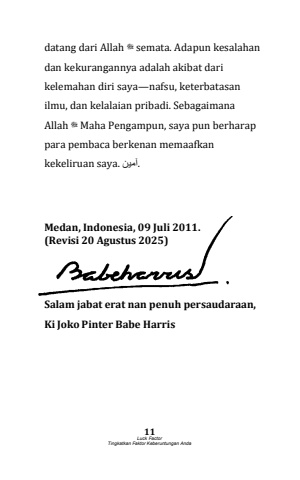 datang dari Allah ﷻ semata. Adapun kesalahan
dan kekurangannya adalah akibat dari
kelemahan diri saya—nafsu, keterbatasan
ilmu, dan kelalaian pribadi. Sebagaimana
Allah ﷻ Maha Pengampun, saya pun berharap
para pembaca berkenan memaafkan
kekeliruan saya. آمين.
Medan, Indonesia, 09 Juli 2011.
(Revisi 20 Agustus 2025)
Babeharris
Salam jabat erat nan penuh persaudaraan,
Ki Joko Pinter Babe Harris
11
Luck Factor
Tingkatkan Faktor Keberuntungan Anda